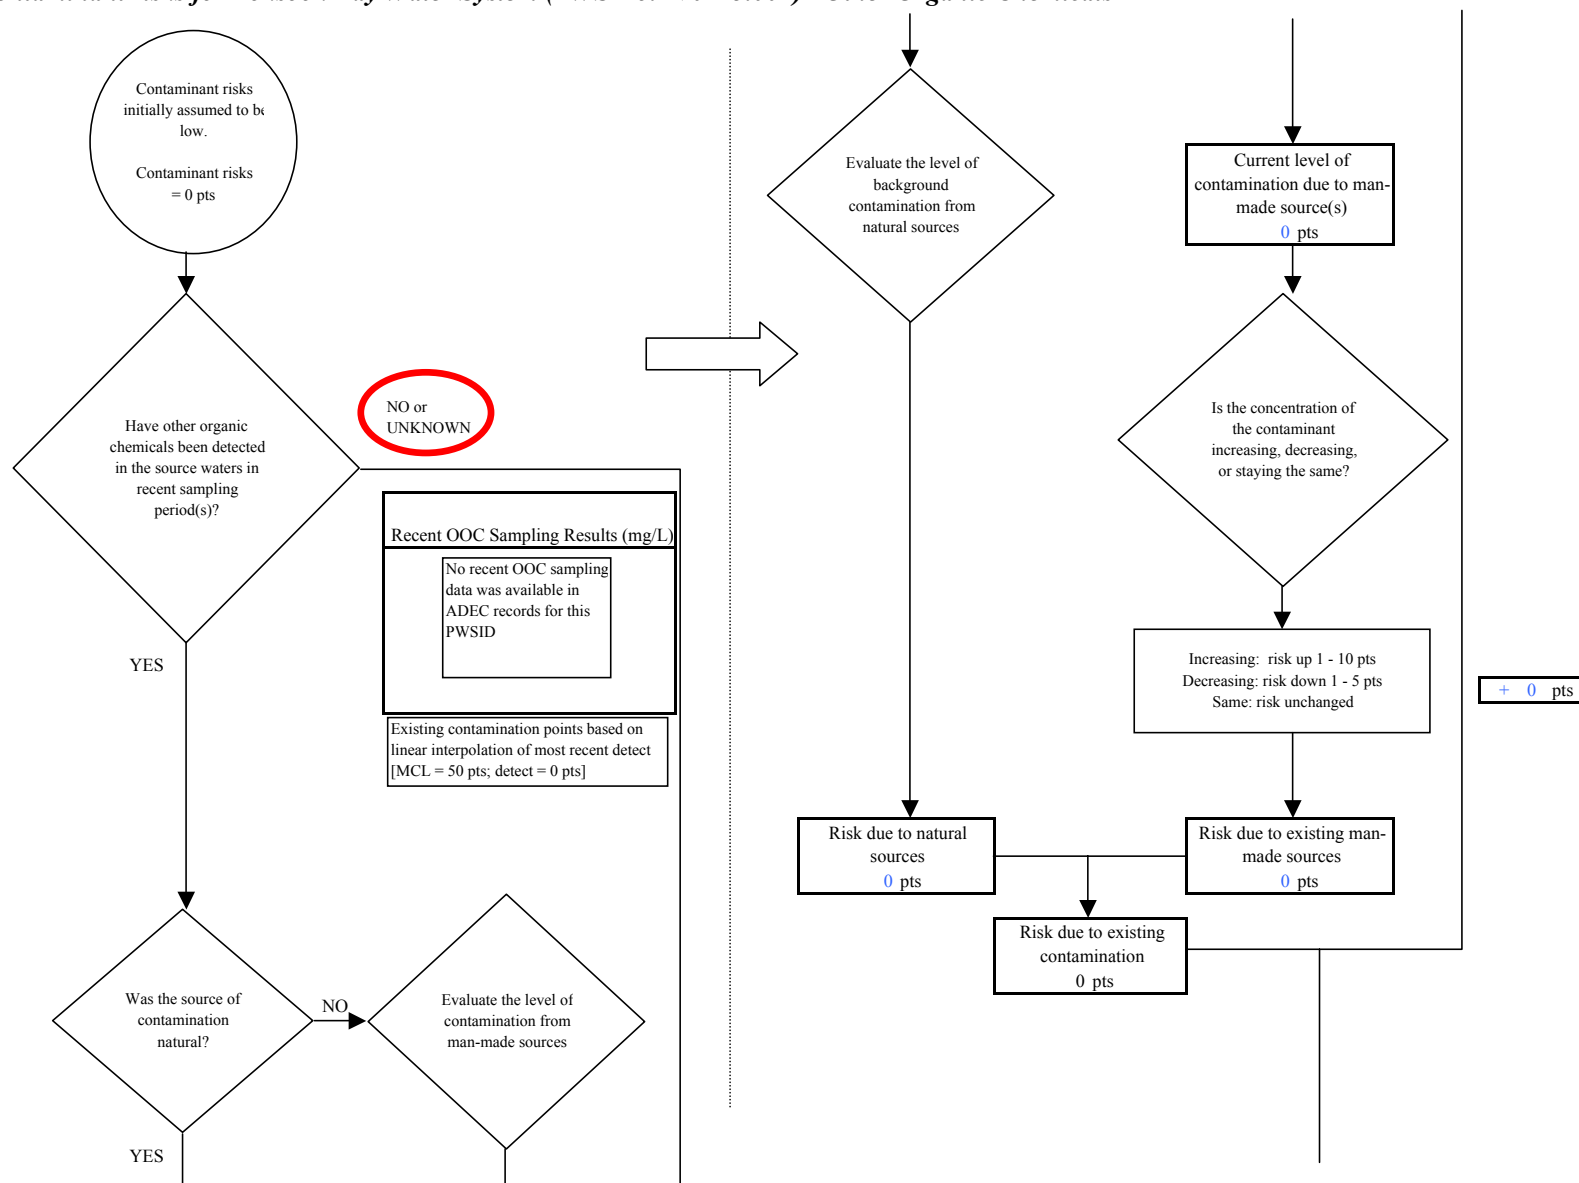 Contaminant risks
initially assumed to be
low.
Contaminant risks
= 0 pts
Have other organic
chemicals been detected
in the source waters in
recent sampling
period(s)?
NO or
UNKNOWN
Recent OOC Sampling Results (mg/L)
No recent OOC sampling
data was available in
ADEC records for this
PWSID
Existing contamination points based on
linear interpolation of most recent detect
[MCL = 50 pts; detect = 0 pts]
YES
Was the source of
contamination
natural?
NO
Evaluate the level of
contamination from
man-made sources
YES
Evaluate the level of
background
contamination from
natural sources
Current level of
contamination due to man-
made source(s)
0 pts
Is the concentration of
the contaminant
increasing, decreasing,
or staying the same?
Increasing: risk up 1 - 10 pts
Decreasing: risk down 1 - 5 pts
Same: risk unchanged
+ 0 pts
Risk due to natural
sources
0 pts
Risk due to existing man-
made sources
0 pts
Risk due to existing
contamination
0 pts